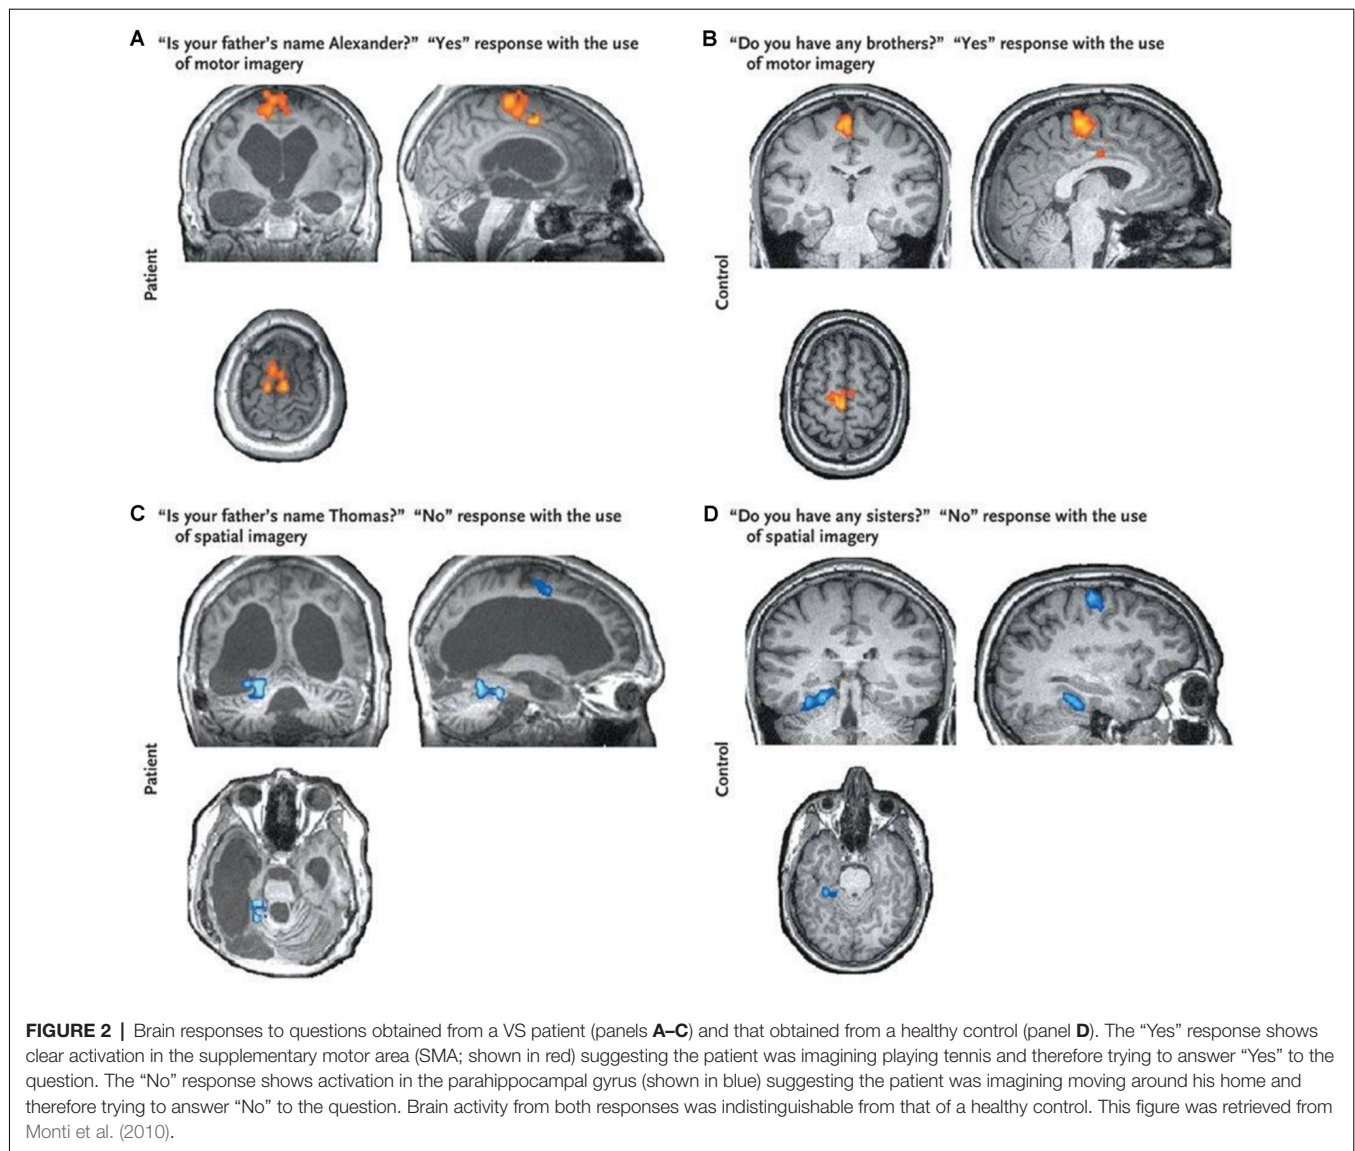 A "Is your father's name Alexander?" "Yes" response with the use
of motor imagery
B "Do you have any brothers?" "Yes" response with the use
of motor imagery
Patient
Control
C "Is your father's name Thomas?" "No" response with the use
of spatial imagery
D "Do you have any sisters?" "No" response with the use
of spatial imagery
Patient
Control
FIGURE 2 | Brain responses to questions obtained from a VS patient (panels A–C) and that obtained from a healthy control (panel D). The “Yes” response shows
clear activation in the supplementary motor area (SMA; shown in red) suggesting the patient was imagining playing tennis and therefore trying to answer “Yes” to the
question. The “No” response shows activation in the parahippocampal gyrus (shown in blue) suggesting the patient was imagining moving around his home and
therefore trying to answer “No” to the question. Brain activity from both responses was indistinguishable from that of a healthy control. This figure was retrieved from
Monti et al. (2010).